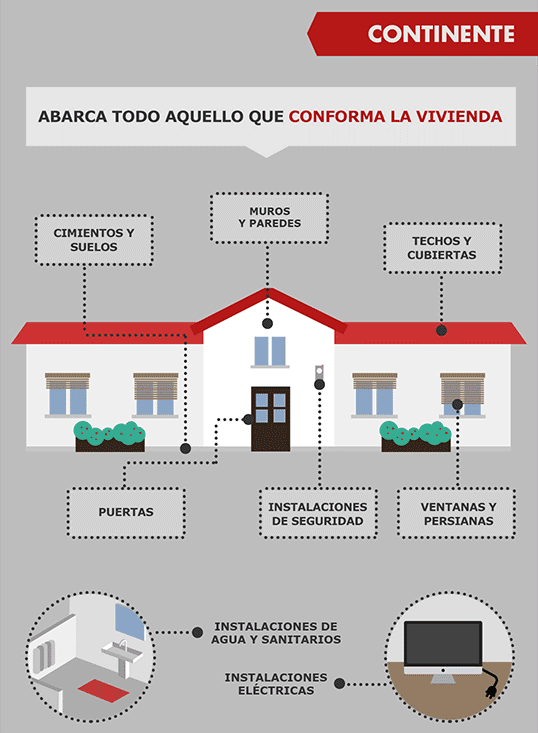 CONTINENTE
ABARCA TODO AQUELLO QUE CONFORMA LA VIVIENDA
MUROS
Y PAREDES
CIMIENTOS Y
SUELOS
TECHOS Y
CUBIERTAS
PUERTAS
INSTALACIONES
DE SEGURIDAD
VENTANAS Y
PERSIANAS
INSTALACIONES DE
AGUA Y SANITARIOS
INSTALACIONES
ELÉCTRICAS